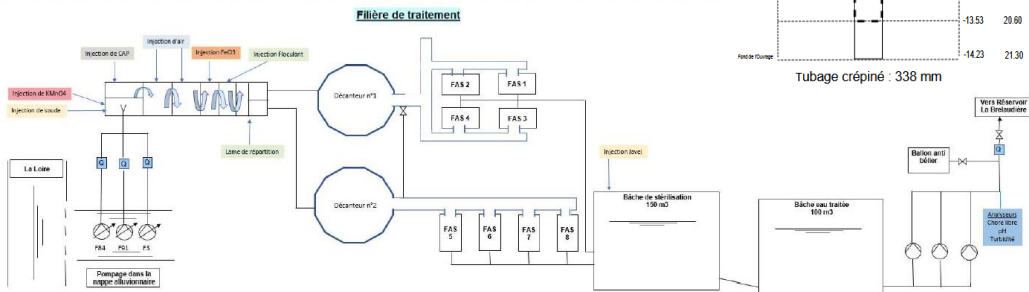 Filière de traitement
Injection de CAP
Injection d'air
Injection FeCl3
Injection Floculant
Injection de KMnO4
Injection de soude
Lame de répartition
La Loire
Q
Q
Q
Pompage dans la
nappe alluvionnaire
Décanteur n°1
Décanteur n°2
FAS 2
FAS 1
FAS 4
FAS 3
FAS
5
FAS
6
FAS
7
FAS
8
Injection Javel
Bâche de stérilisation
150 m3
Bâche eau traitée
100 m3
Ballon anti
bélier
Vers Réservoir
La Brelaudière
Q
Analyseurs
Chore libre
pH
Turbidité
-13.53 20.60
Fond de l'Ouvrage
-14.23 21.30
Tubage crépiné : 338 mm